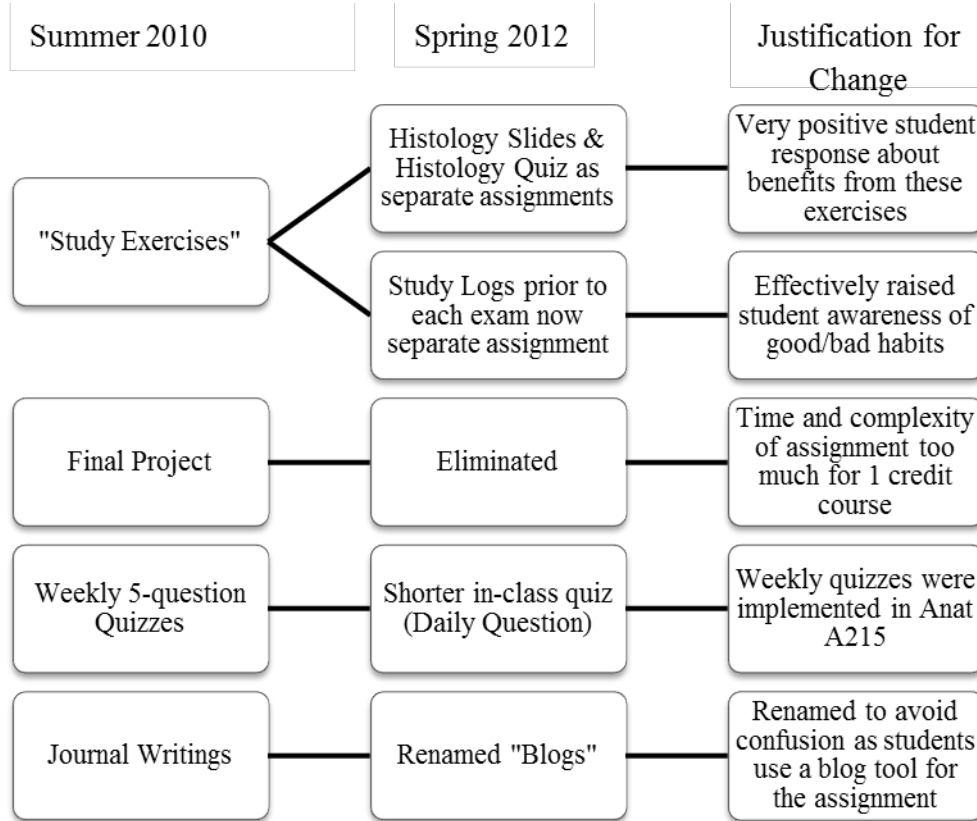 Summer 2010
Spring 2012
Justification for
Change
"Study Exercises"
Histology Slides &
Histology Quiz as
separate assignments
Very positive student
response about
benefits from these
exercises
Study Logs prior to
each exam now
separate assignment
Effectively raised
student awareness of
good/bad habits
Final Project
Eliminated
Time and complexity
of assignment too
much for 1 credit
course
Weekly 5-question
Quizzes
Shorter in-class quiz
(Daily Question)
Weekly quizzes were
implemented in Anat
A215
Journal Writings
Renamed "Blogs"
Renamed to avoid
confusion as students
use a blog tool for
the assignment